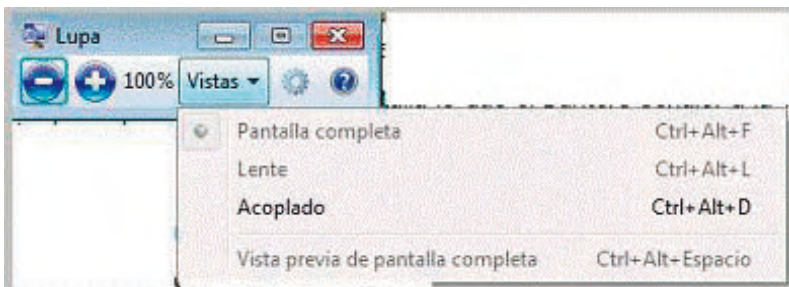 Lupa
100% Vistas
Pantalla completa Ctrl+Alt+F
Lente Ctrl+Alt+L
Acoplado Ctrl+Alt+D
Vista previa de pantalla completa Ctrl+Alt+Espacio